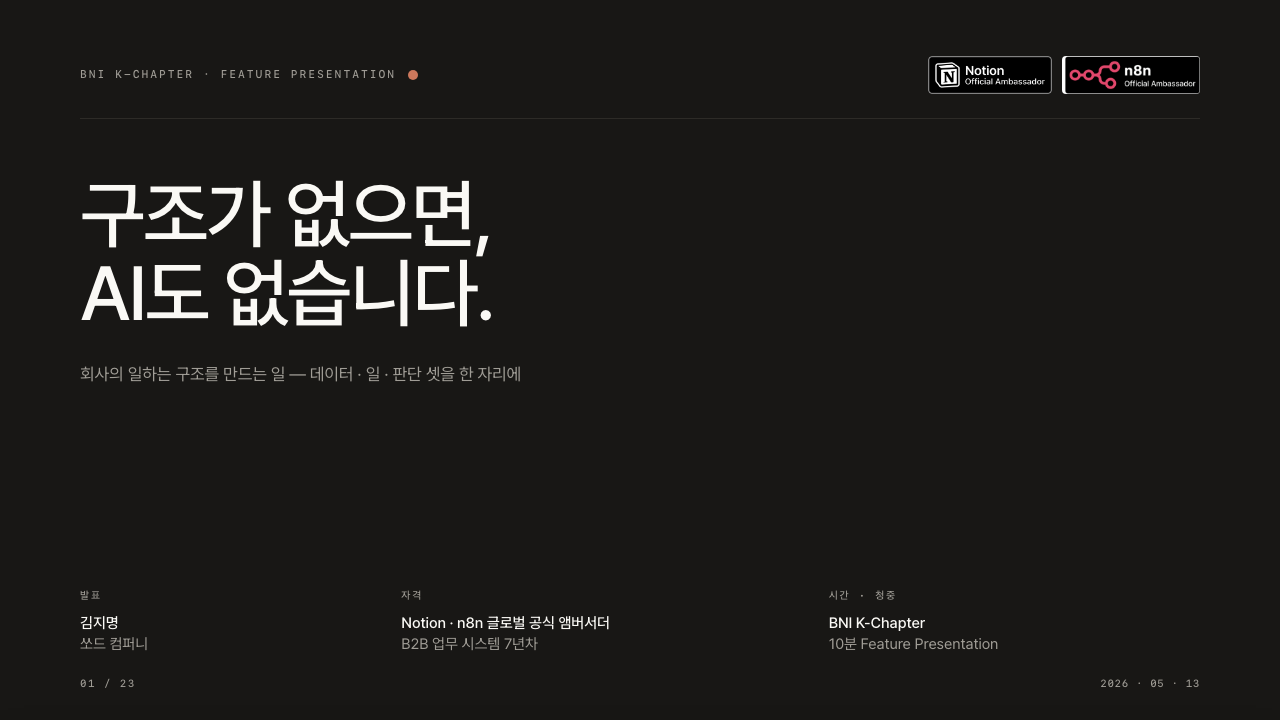 BNI K–CHAPTER · FEATURE PRESENTATION
Notion
Official Ambassador
n8n
Official Ambassador
구조가 없으면,
AI도 없습니다.
회사의 일하는 구조를 만드는 일 — 데이터 · 일 · 판단 셋을 한 자리에
발표
김지명
쏘드 컴퍼니
자격
Notion · n8n 글로벌 공식 앰버서더
B2B 업무 시스템 7년차
시간 · 청중
BNI K-Chapter
10분 Feature Presentation
01 / 23
2026 · 05 · 13